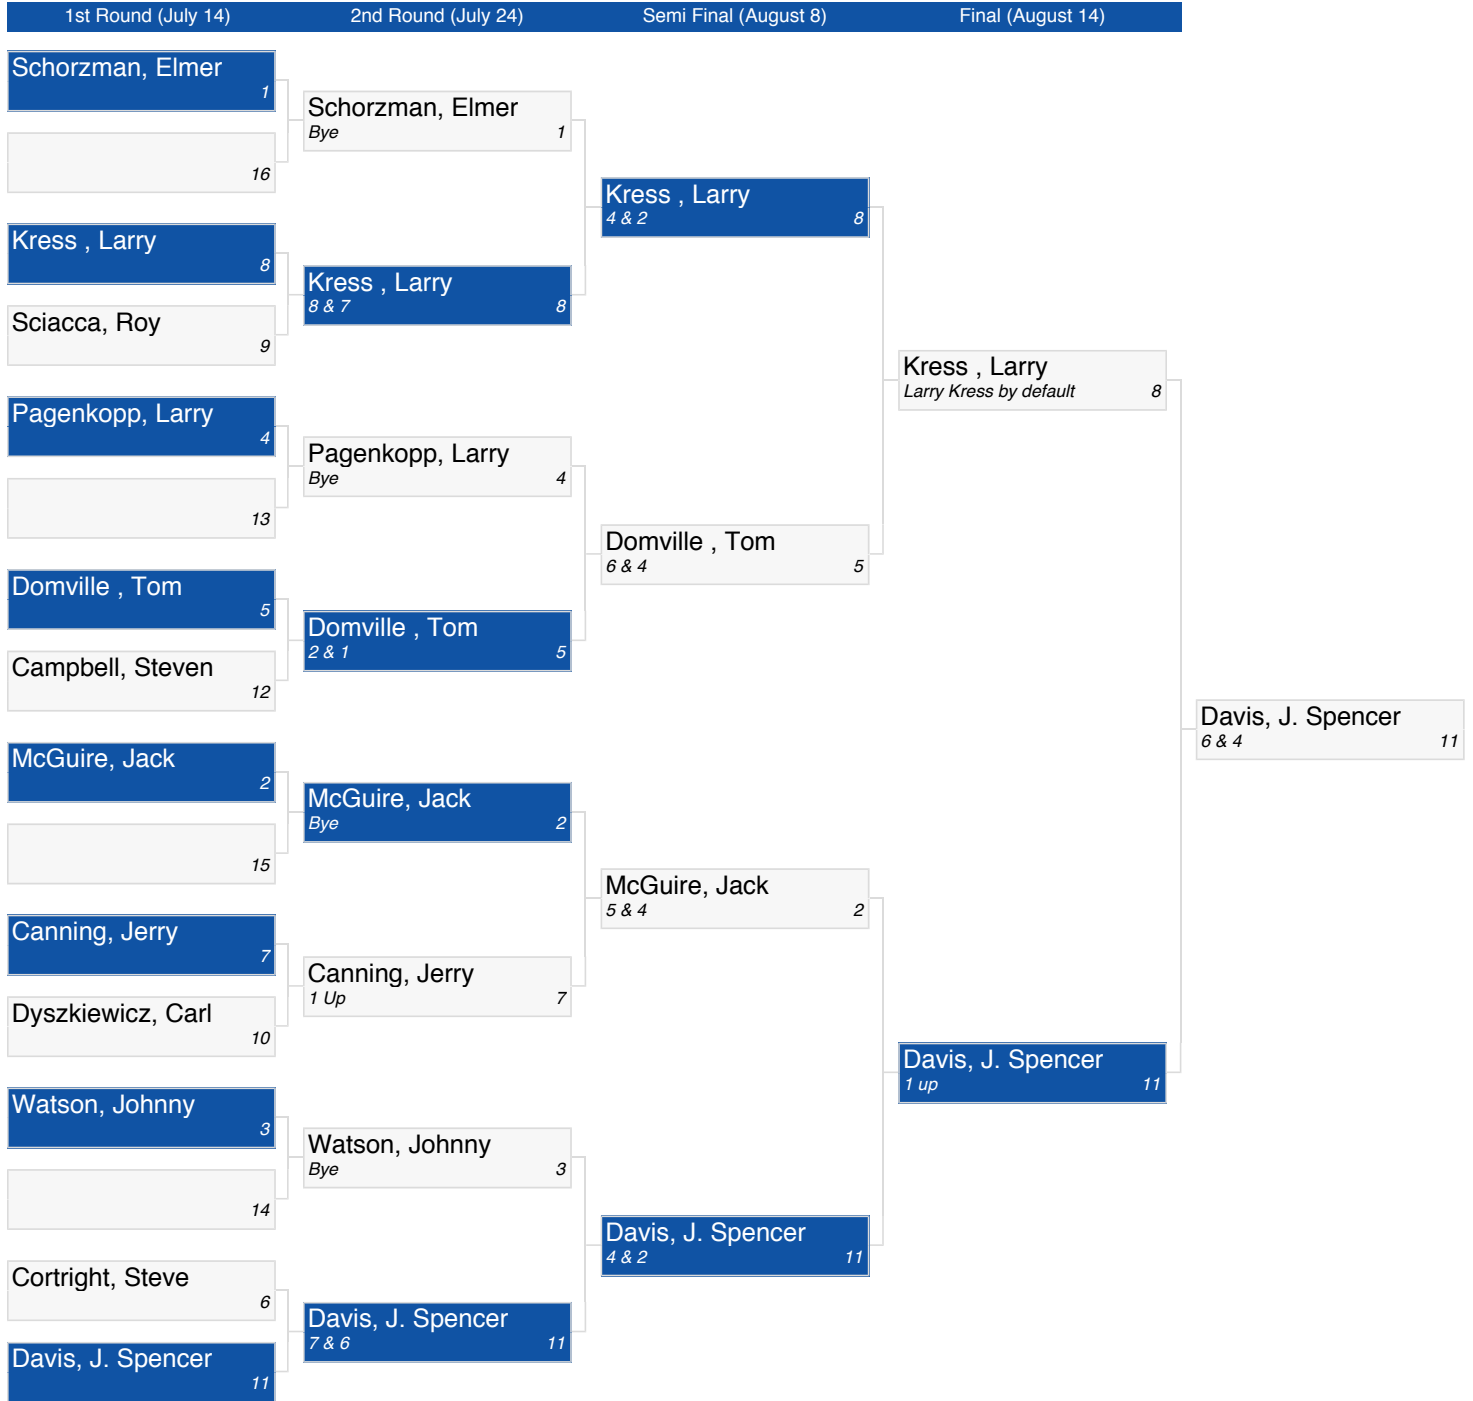 1st Round (July 14)
2nd Round (July 24)
Semi Final (August 8)
Final (August 14)
Schorzman, Elmer
1
16
Kress , Larry
8
Sciacca, Roy
9
Pagenkopp, Larry
4
13
Domville , Tom
5
Campbell, Steven
12
McGuire, Jack
2
15
Canning, Jerry
7
Dyszkiewicz, Carl
10
Watson, Johnny
3
14
Cortright, Steve
6
Davis, J. Spencer
11
Schorzman, Elmer
Bye 1
Kress , Larry
8 & 7 8
Pagenkopp, Larry
Bye 4
Domville , Tom
2 & 1 5
McGuire, Jack
Bye 2
Canning, Jerry
1 Up 7
Watson, Johnny
Bye 3
Davis, J. Spencer
7 & 6 11
Kress , Larry
4 & 2 8
Domville , Tom
6 & 4 5
McGuire, Jack
5 & 4 2
Davis, J. Spencer
4 & 2 11
Kress , Larry
Larry Kress by default 8
Davis, J. Spencer
1 up 11
Davis, J. Spencer
6 & 4 11